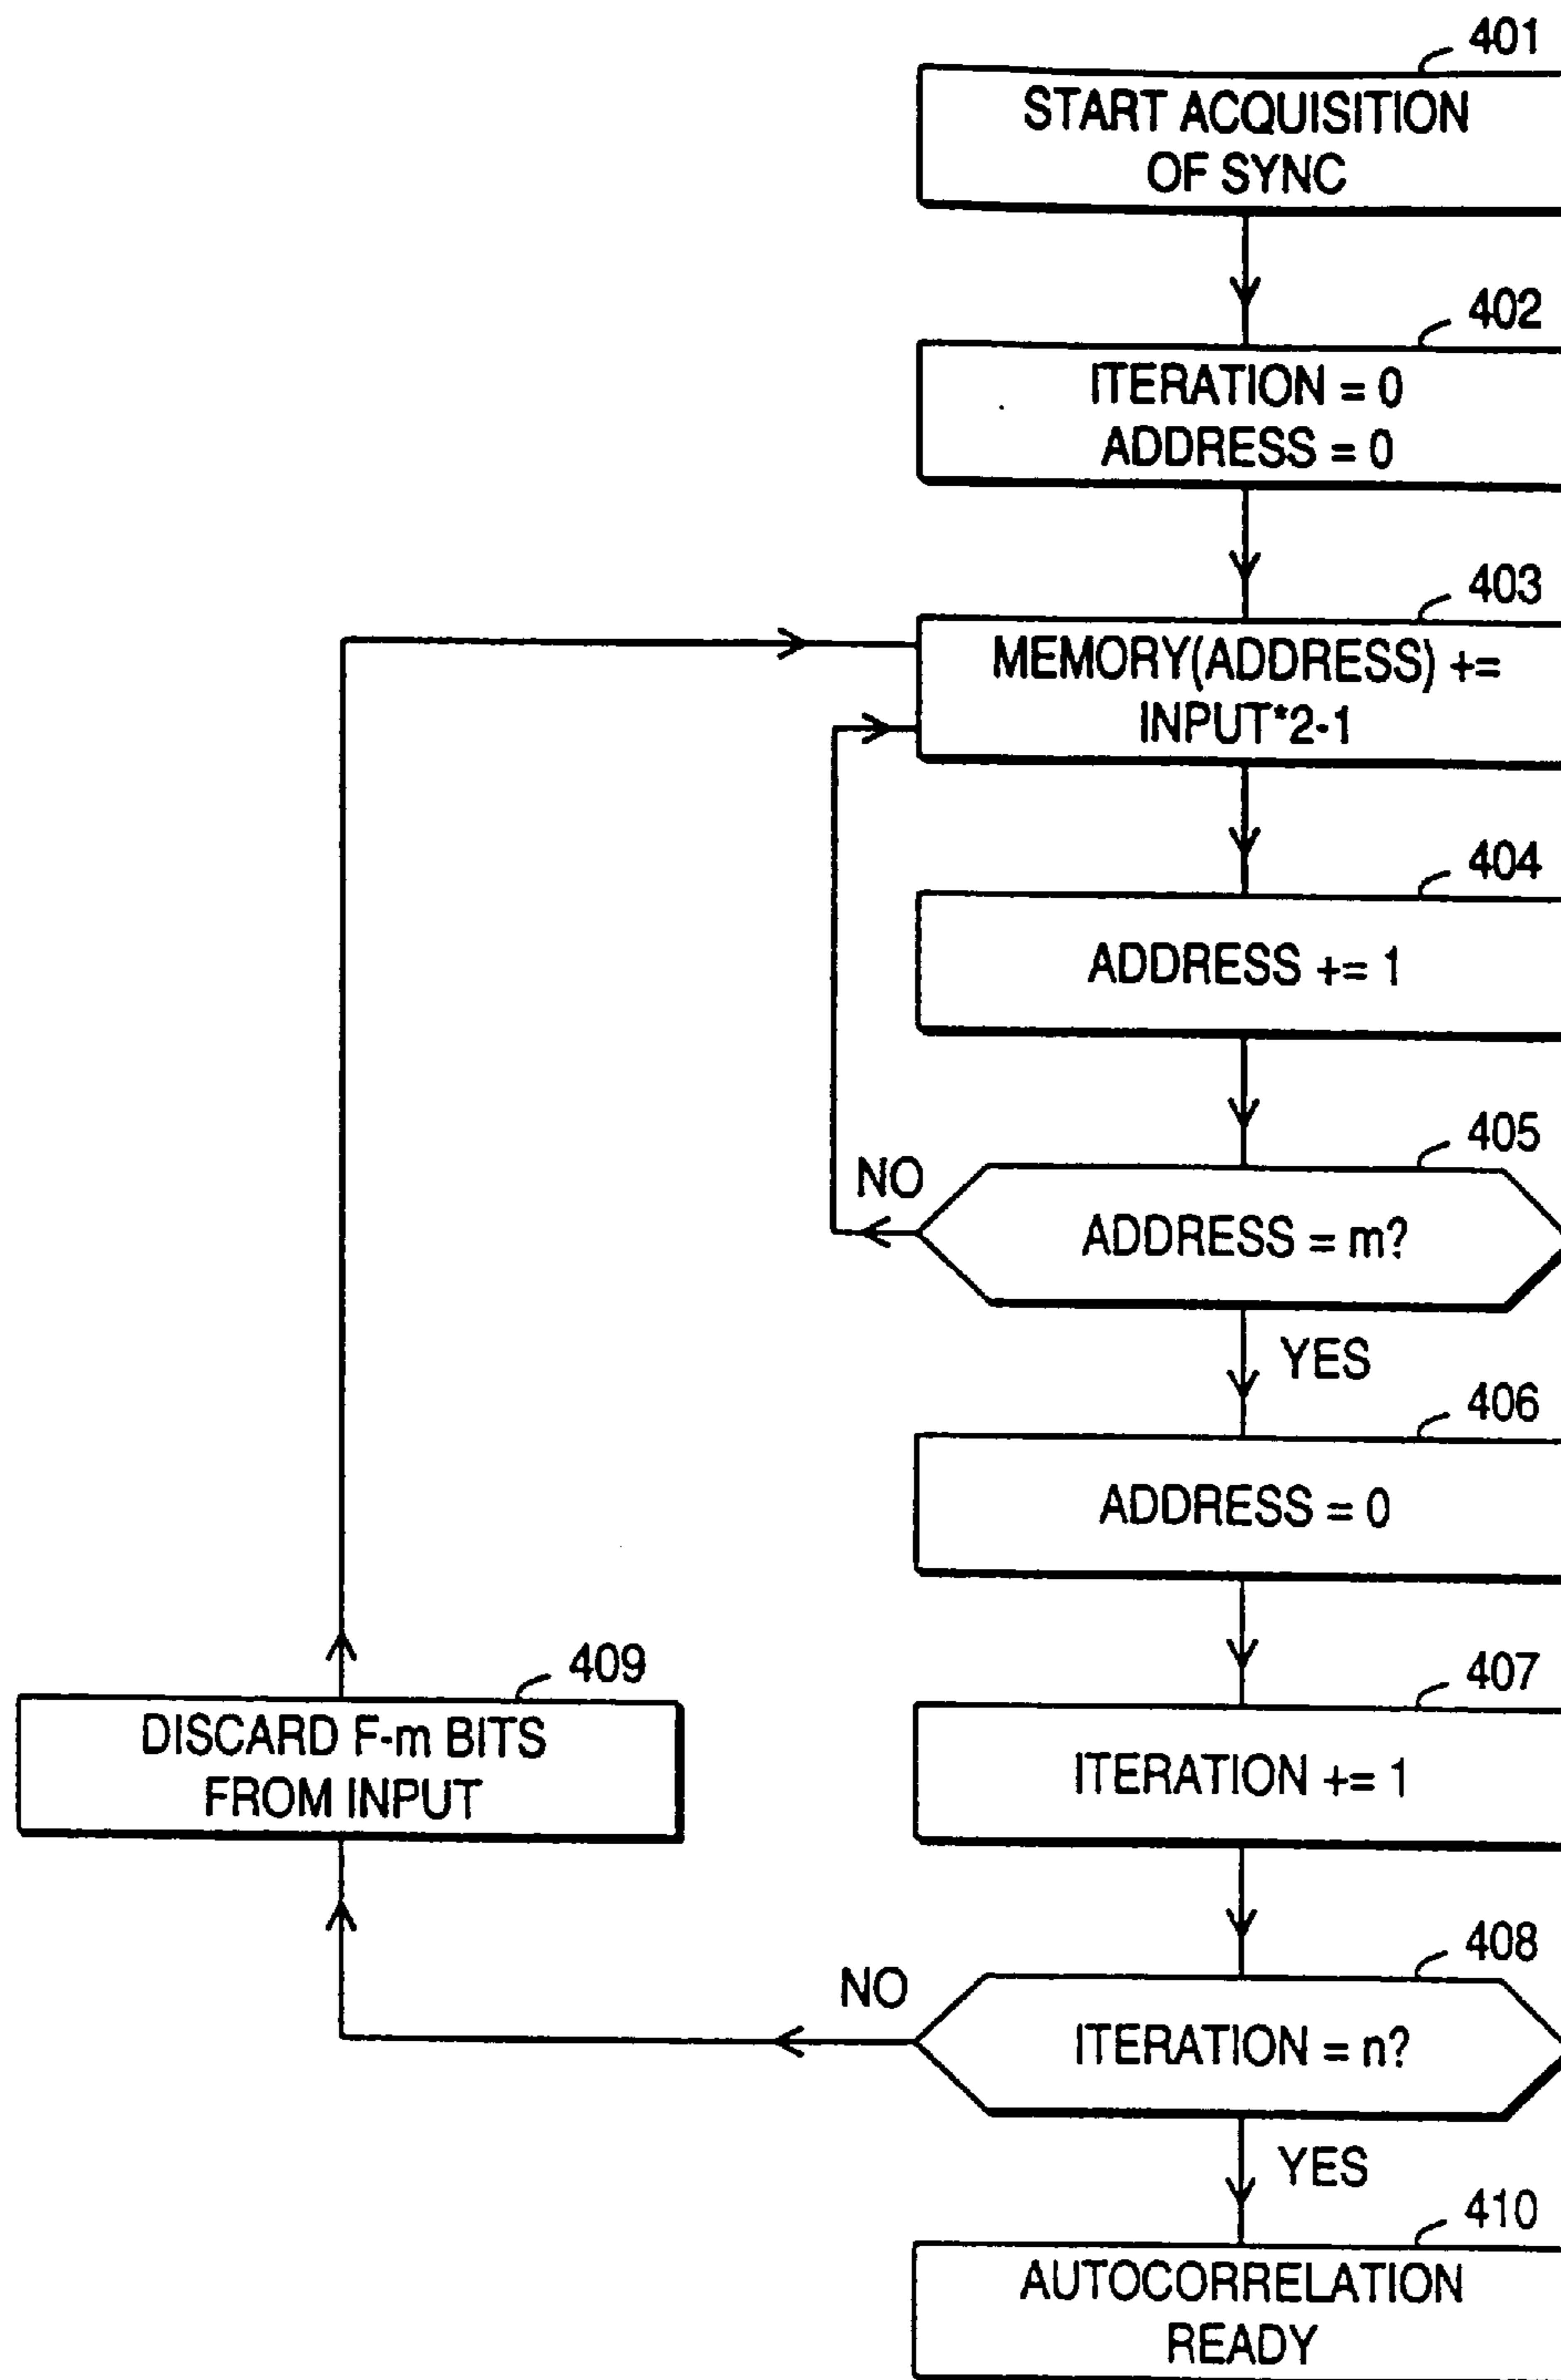 401
START ACQUISITION
OF SYNC
402
ITERATION = 0
ADDRESS = 0
403
MEMORY(ADDRESS) +=
INPUT*2-1
404
ADDRESS += 1
405
NO
ADDRESS = m?
YES
406
ADDRESS = 0
407
ITERATION += 1
409
DISCARD F-m BITS
FROM INPUT
408
NO
ITERATION = n?
YES
410
AUTOCORRELATION
READY